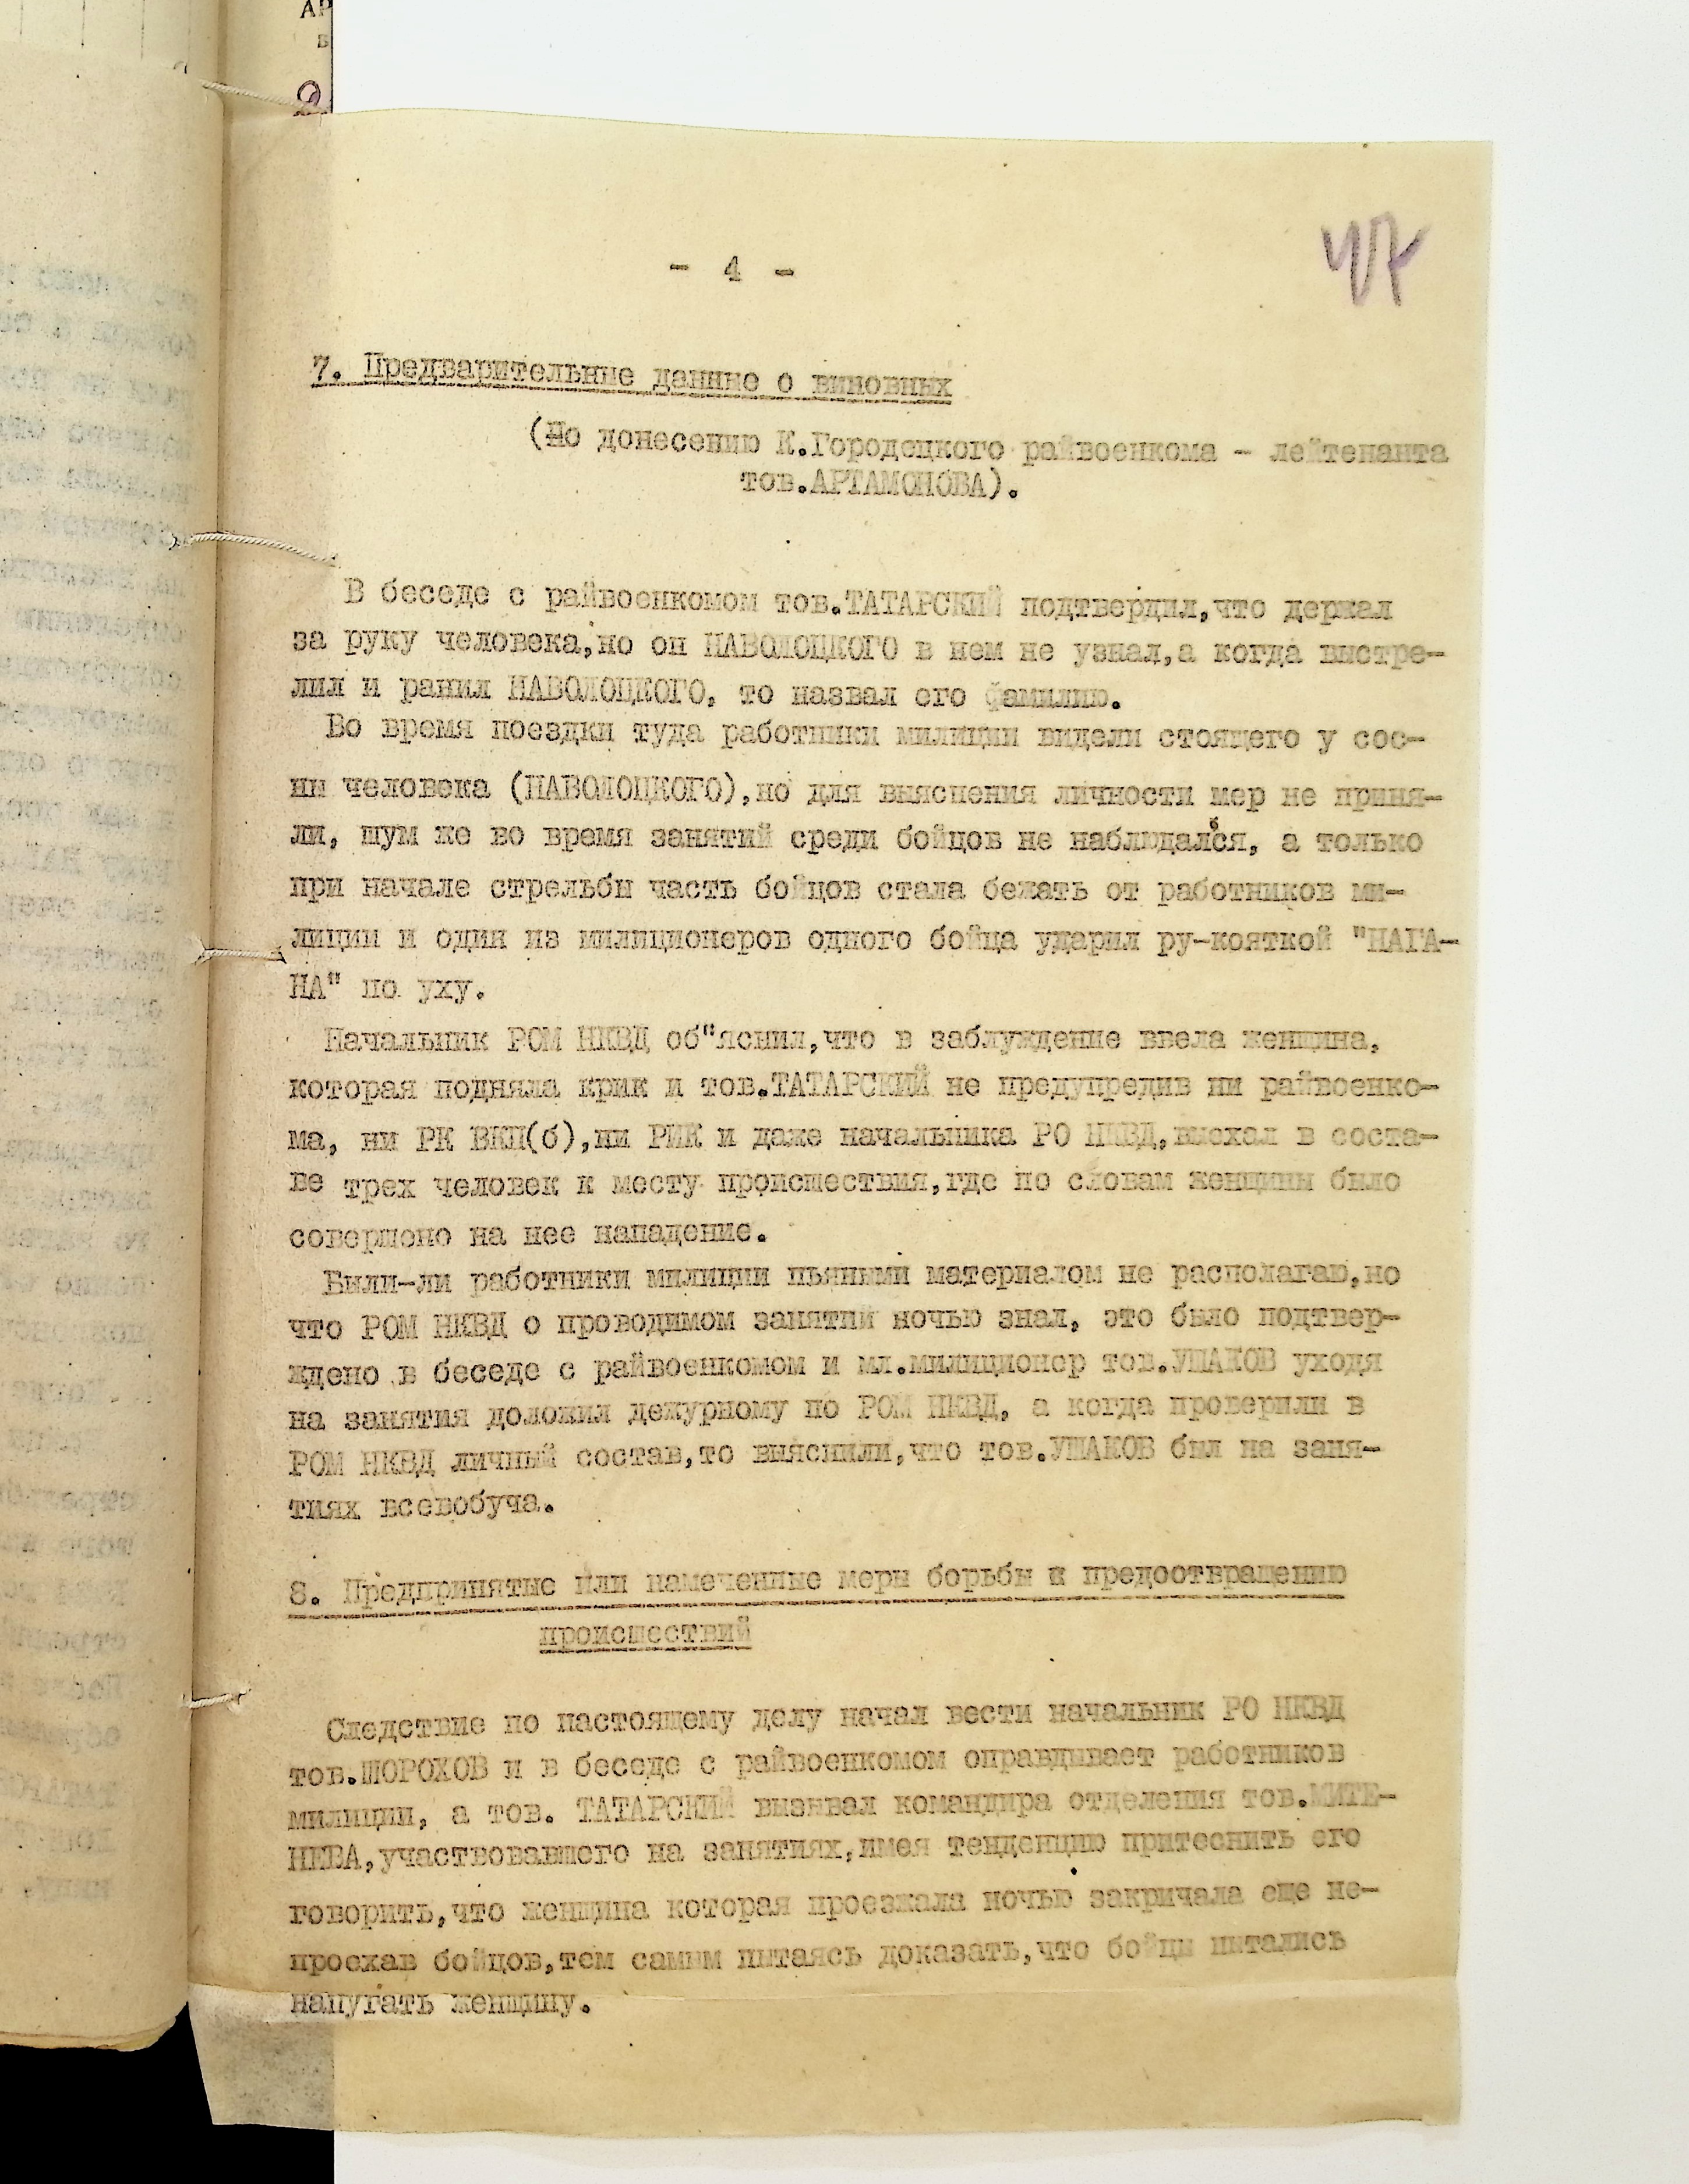 АР
47
- 4 -
7. Предварительные данные о виновных
(По донесению К.Городецкого райвоенкома - лейтенанта
тов.АРТАМОНОВА).
В беседе с райвоенкомом тов.ТАТАРСКИЙ подтвердил,что держал
за руку человека,но он НАВОЛОЦКОГО в нем не узнал,а когда выстре-
лил и ранил НАВОЛОЦКОГО, то назвал его фамилию.
Во время поездки туда работники милиции видели стоящего у сос-
ны человека (НАВОЛОЦКОГО),но для выяснения личности мер не приня-
ли, шум же во время занятий среди бойцов не наблюдался, а только
при начале стрельбы часть бойцов стала бежать от работников ми-
лиции и один из милиционеров одного бойца ударил ру-кояткой "НАГА-
НА" по уху.
Начальник РОМ НКВД об"яснил,что в заблуждение ввела женщина,
которая подняла крик и тов.ТАТАРСКИЙ не предупредив ни райвоенко-
ма, ни РК ВКП(б),ни РИК и даже начальника РО НКВД,выехал в соста-
ве трех человек к месту происшествия,где по словам женщины было
совершено на нее нападение.
Были-ли работники милиции пьяными материалом не располагаю,но
что РОМ НКВД о проводимом занятии ночью знал, это было подтвер-
ждено в беседе с райвоенкомом и мл.милиционер тов.УШАКОВ уходя
на занятия доложил дежурному по РОМ НКВД, а когда проверили в
РОМ НКВД личный состав,то выяснили,что тов.УШАКОВ был на заня-
тиях всевобуча.
8. Предпринятые или намеченные меры борьбы и предоотвращению
происшествий
Следствие по настоящему делу начал вести начальник РО НКВД
тов.ШОРОХОВ и в беседе с райвоенкомом оправдывает работников
милиции, а тов. ТАТАРСКИЙ вызывал командира отделения тов.МИТЕ-
НЕВА,участвовавшего на занятиях,имея тенденцию притеснить его
говорить,что женщина которая проезжала ночью закричала еще не-
проехав бойцов,тем самым пытаясь доказать,что бойцы пытались
напугать женщину.